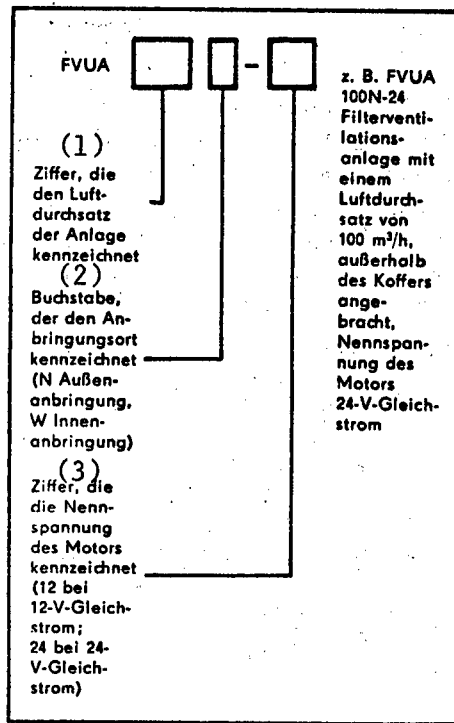 FVUA
-
(1)
Ziffer, die
den Luft-
durchsatz
der Anlage
kennzeichnet
(2)
Buchstabe,
der den An-
bringungsort
kennzeichnet
(N Außen-
anbringung,
W Innen-
anbringung)
(3)
Ziffer, die
die Nenn-
spannung
des Motors
kennzeichnet
(12 bei
12-V-Gleich-
strom;
24 bei 24-
V-Gleich-
strom)
z. B. FVUA
100N-24
Filterventi-
lations-
anlage mit
einem
Luftdurch-
satz von
100 m³/h,
außerhalb
des Koffers
ange-
bracht,
Nennspan-
nung des
Motors
24-V-Gleich-
strom